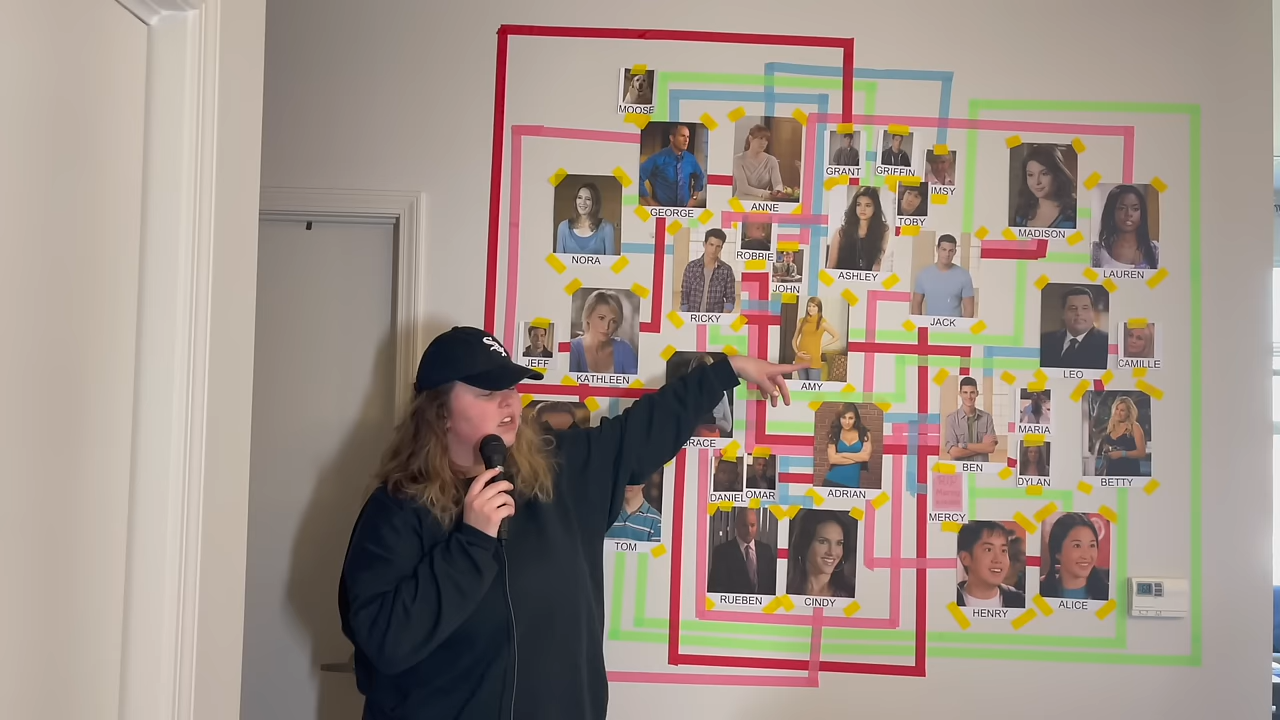 MOOSE
GEORGE
ANNE
GRANT
GRIFFIN
IMSY
TOBY
MADISON
LAUREN
NORA
ROBBIE
JOHN
ASHLEY
RICKY
JACK
JEFF
KATHLEEN
AMY
LEO
CAMILLE
GRACE
ADRIAN
BEN
MARIA
DYLAN
BETTY
DANIEL
OMAR
MERCY
TOM
RUEBEN
CINDY
HENRY
ALICE